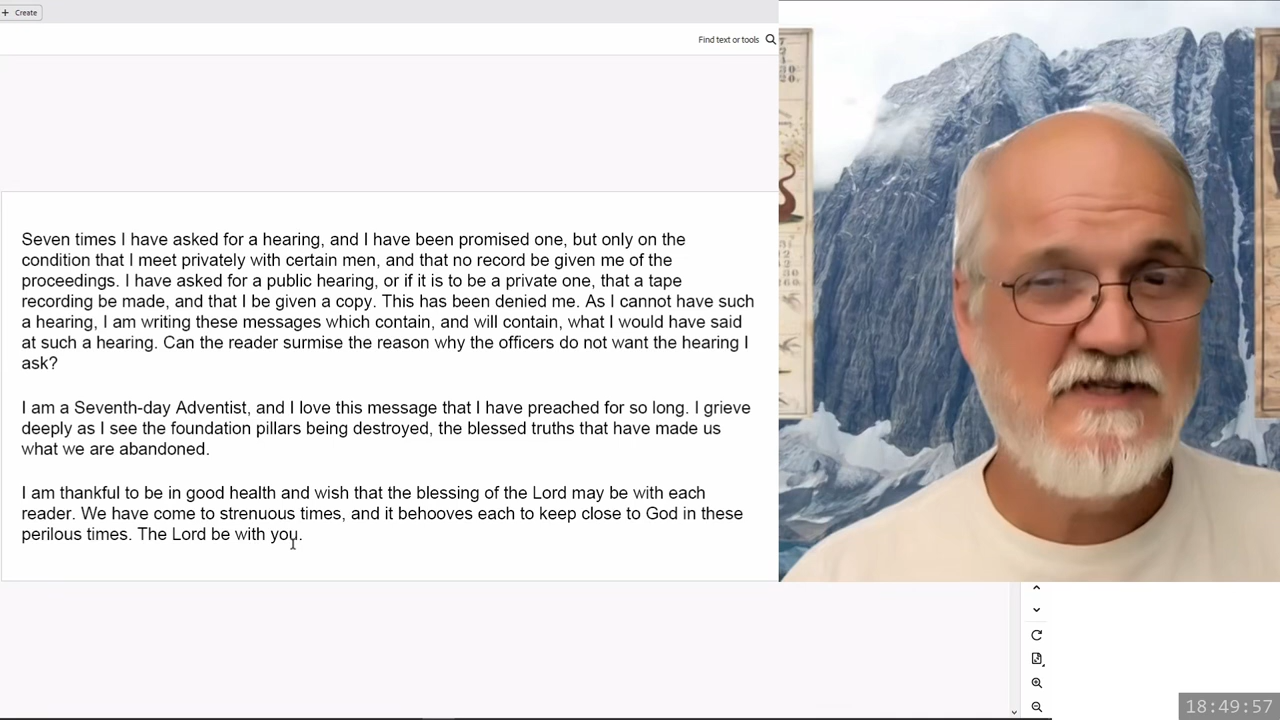 + Create
Find text or tools
Seven times I have asked for a hearing, and I have been promised one, but only on the
condition that I meet privately with certain men, and that no record be given me of the
proceedings. I have asked for a public hearing, or if it is to be a private one, that a tape
recording be made, and that I be given a copy. This has been denied me. As I cannot have such
a hearing, I am writing these messages which contain, and will contain, what I would have said
at such a hearing. Can the reader surmise the reason why the officers do not want the hearing I
ask?
I am a Seventh-day Adventist, and I love this message that I have preached for so long. I grieve
deeply as I see the foundation pillars being destroyed, the blessed truths that have made us
what we are abandoned.
I am thankful to be in good health and wish that the blessing of the Lord may be with each
reader. We have come to strenuous times, and it behooves each to keep close to God in these
perilous times. The Lord be with you.
18:49:57